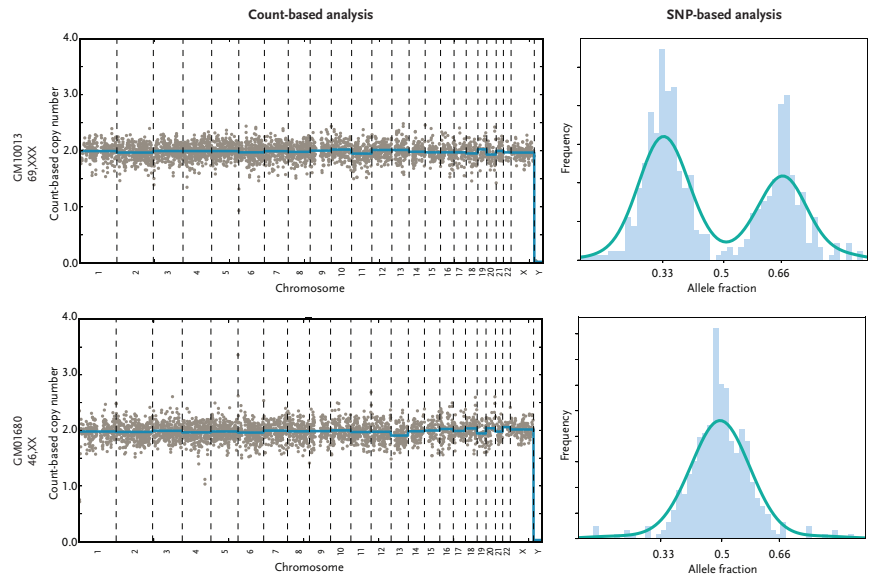 Count-based analysis
SNP-based analysis
GM10013
69,XXX
Count-based copy number
4.0
3.0
2.0
1.0
0.0
1 2 3 4 5 6 7 8 9 10 11 12 13 14 15 16 17 18 19 20 21 22 X Y
Chromosome
Frequency
0.33 0.5 0.66
Allele fraction
GM01680
46,XX
Count-based copy number
4.0
3.0
2.0
1.0
0.0
1 2 3 4 5 6 7 8 9 10 11 12 13 14 15 16 17 18 19 20 21 22 X Y
Chromosome
Frequency
0.33 0.5 0.66
Allele fraction